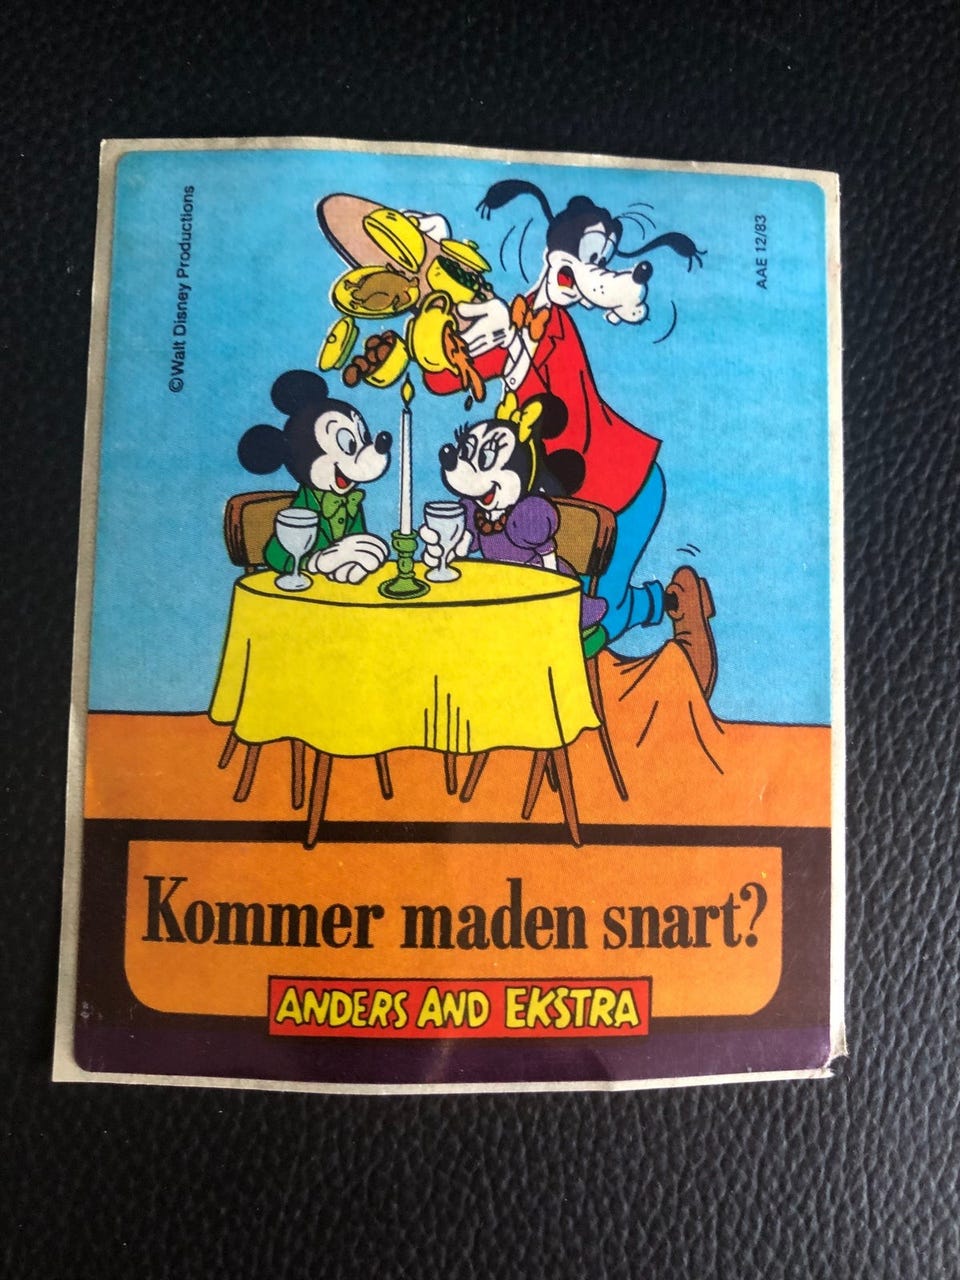 ©Walt Disney Productions
AAE 12/83
Kommer maden snart?
ANDERS AND EKSTRA